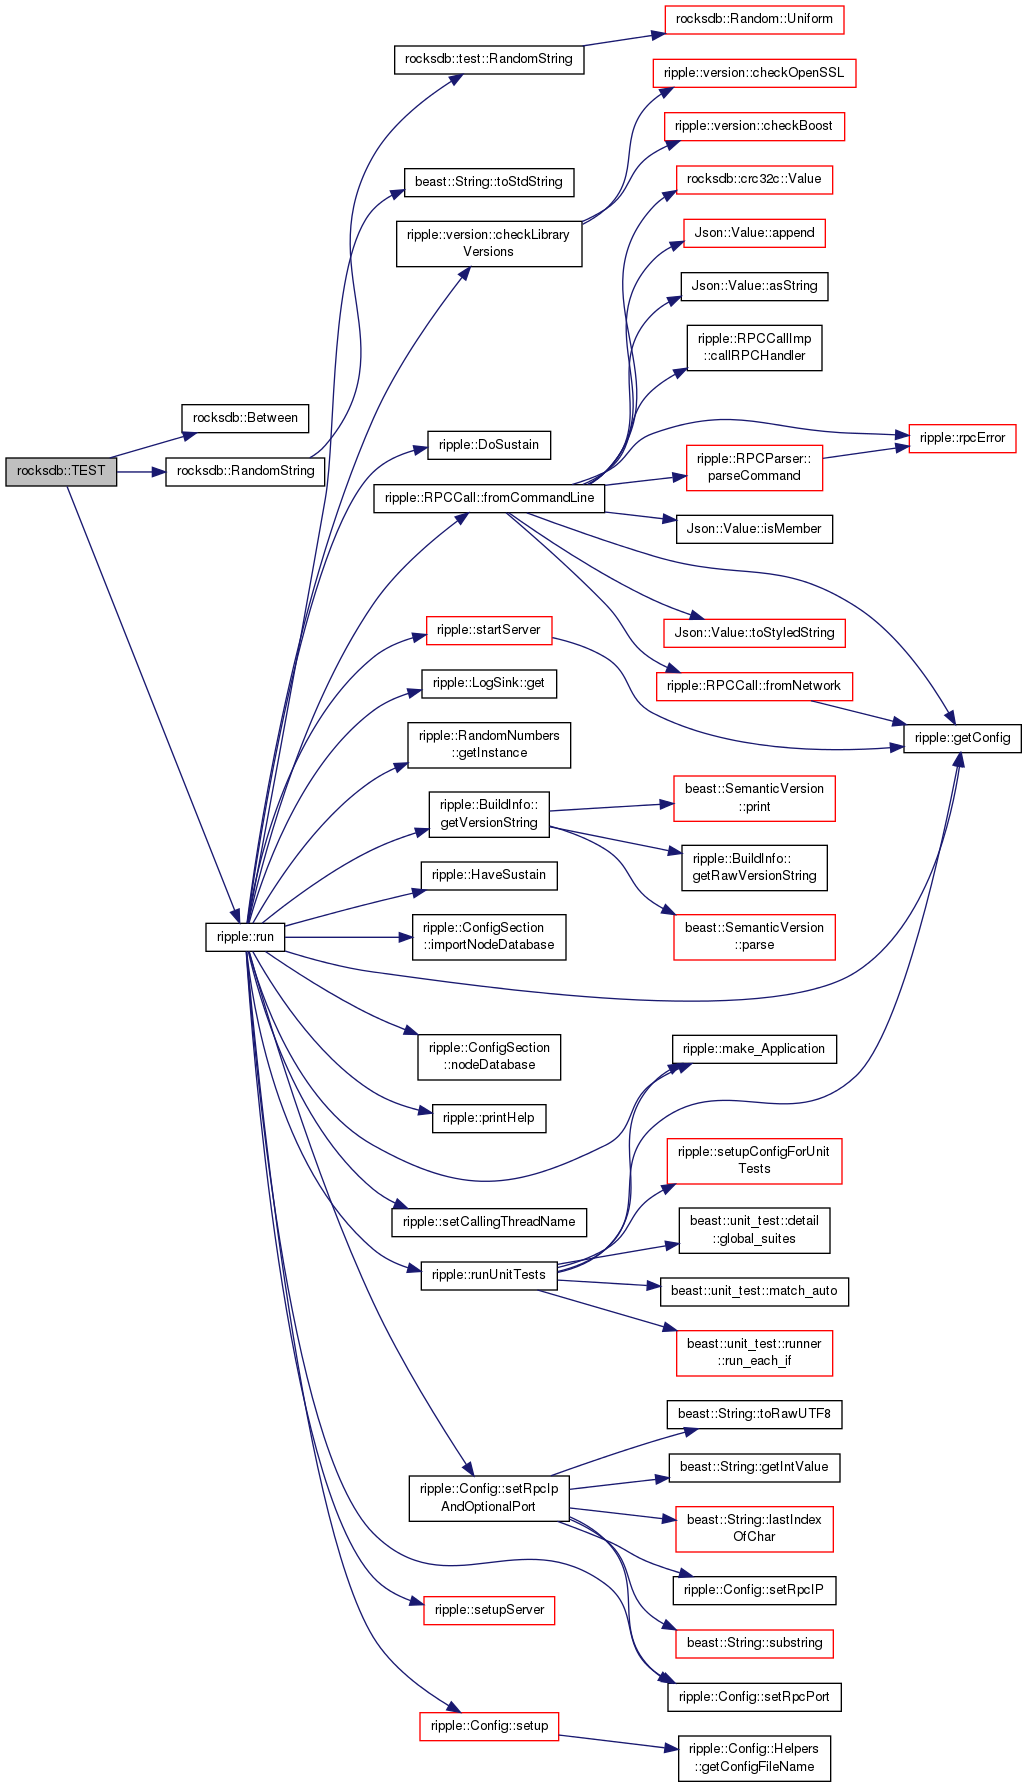 rocksdb::Random::Uniform
rocksdb::test::RandomString
ripple::version::checkOpenSSL
ripple::version::checkBoost
rocksdb::crc32c::Value
beast::String::toStdString
ripple::version::checkLibrary
Versions
Json::Value::append
Json::Value::asString
ripple::RPCCallImp
::callRPCHandler
rocksdb::Between
ripple::DoSustain
ripple::rpcError
rocksdb::TEST
rocksdb::RandomString
ripple::RPCParser::
parseCommand
ripple::RPCCall::fromCommandLine
Json::Value::isMember
ripple::startServer
Json::Value::toStyledString
ripple::LogSink::get
ripple::RPCCall::fromNetwork
ripple::RandomNumbers
::getInstance
ripple::getConfig
ripple::BuildInfo::
getVersionString
beast::SemanticVersion
::print
ripple::BuildInfo::
getRawVersionString
ripple::HaveSustain
beast::SemanticVersion
::parse
ripple::run
ripple::ConfigSection
::importNodeDatabase
ripple::ConfigSection
::nodeDatabase
ripple::make_Application
ripple::printHelp
ripple::setupConfigForUnit
Tests
ripple::setCallingThreadName
beast::unit_test::detail
::global_suites
ripple::runUnitTests
beast::unit_test::match_auto
beast::unit_test::runner
::run_each_if
beast::String::toRawUTF8
beast::String::getIntValue
ripple::Config::setRpcIp
AndOptionalPort
beast::String::lastIndex
OfChar
ripple::Config::setRpcIP
ripple::setupServer
beast::String::substring
ripple::Config::setRpcPort
ripple::Config::setup
ripple::Config::Helpers
::getConfigFileName